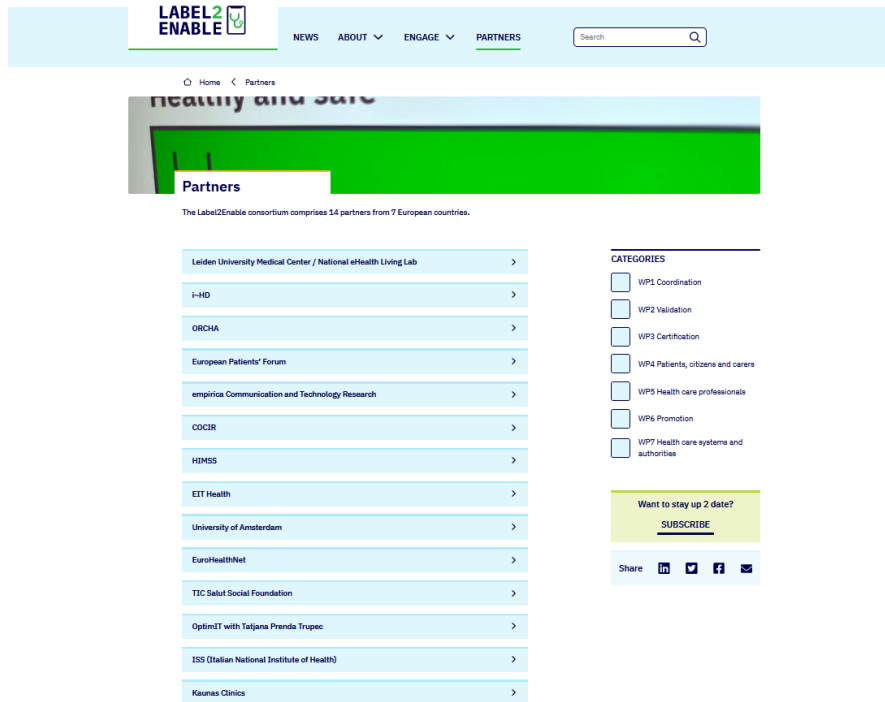 LABEL2
ENABLE
NEWS ABOUT ENGAGE PARTNERS Search
Home Partners
Healthy and safe
Partners
The Label2Enable consortium comprises 14 partners from 7 European countries.
Leiden University Medical Center / National eHealth Living Lab
i~HD
ORCHA
European Patients' Forum
empirica Communication and Technology Research
COCIR
HIMSS
EIT Health
University of Amsterdam
EuroHealthNet
TIC Salut Social Foundation
OptimIT with Tatjana Prenda Trupec
ISS (Italian National Institute of Health)
Kaunas Clinics
CATEGORIES
WP1 Coordination
WP2 Validation
WP3 Certification
WP4 Patients, citizens and carers
WP5 Health care professionals
WP6 Promotion
WP7 Health care systems and
authorities
Want to stay up 2 date?
SUBSCRIBE
Share